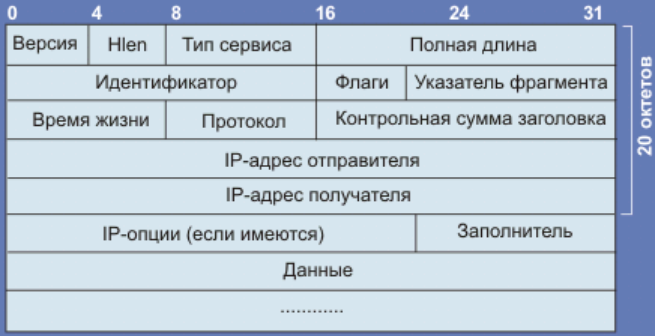 0 4 8 16 24 31
Версия Hlen Тип сервиса Полная длина
Идентификатор Флаги Указатель фрагмента
Время жизни Протокол Контрольная сумма заголовка
IP-адрес отправителя
IP-адрес получателя
IP-опции (если имеются) Заполнитель
Данные
............
20 октетов